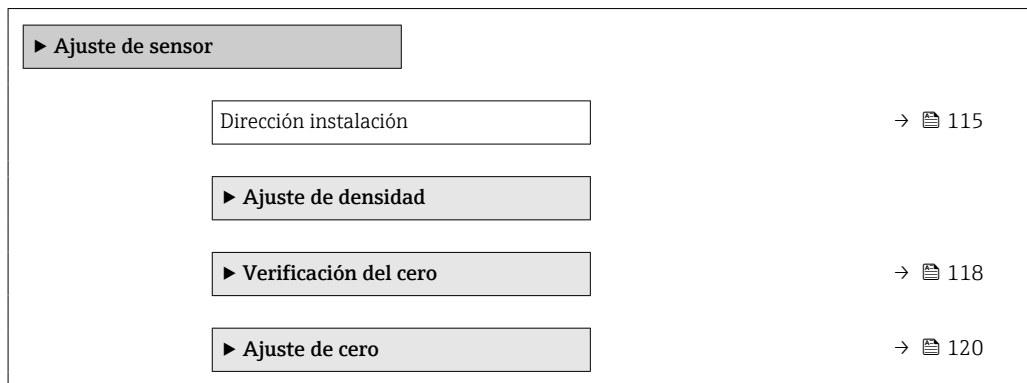 ▶ Ajuste de sensor
Dirección instalación → 115
▶ Ajuste de densidad
▶ Verificación del cero → 118
▶ Ajuste de cero → 120